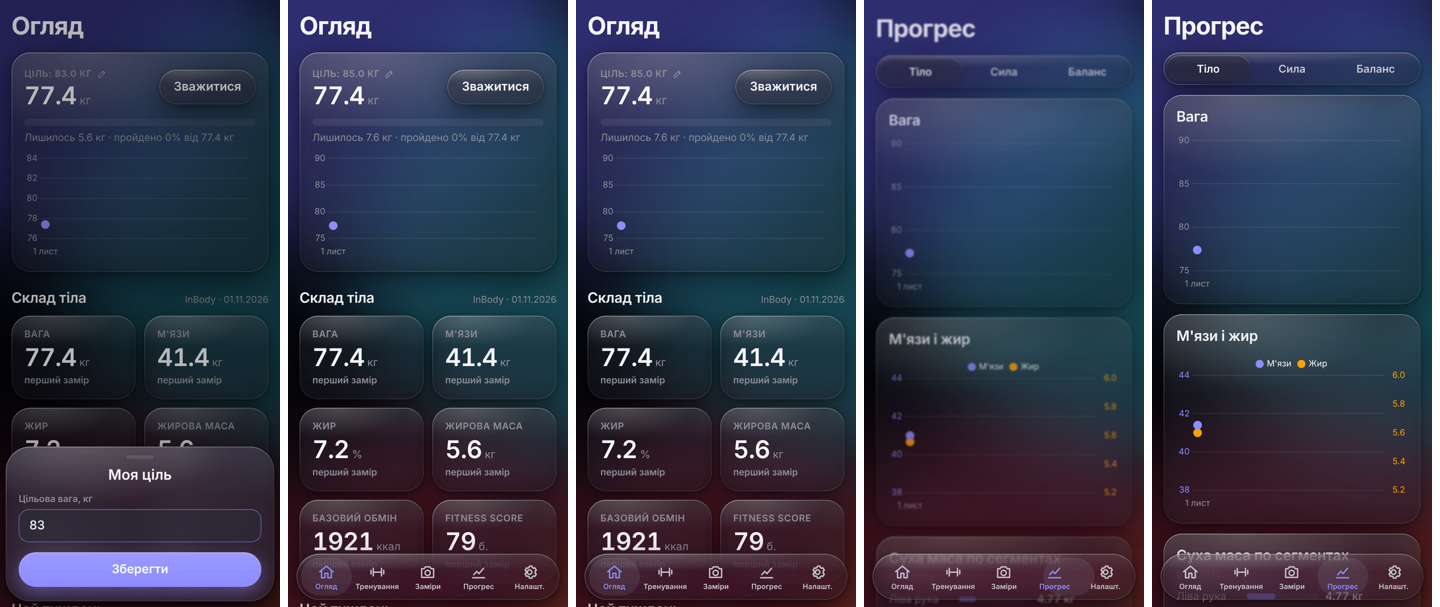 Огляд
ЦІЛЬ: 83.0 КГ
77.4 кг
Зважитися
Лишилось 5.6 кг · пройдено 0% від 77.4 кг
84
82
80
78
76
1 лист
Склад тіла
InBody · 01.11.2026
ВАГА
77.4 кг
перший замір
М'ЯЗИ
41.4 кг
перший замір
ЖИР
ЖИРОВА МАСА
Моя ціль
Цільова вага, кг
83
Зберегти
Огляд
ЦІЛЬ: 85.0 КГ
77.4 кг
Зважитися
Лишилось 7.6 кг · пройдено 0% від 77.4 кг
90
85
80
75
1 лист
Склад тіла
InBody · 01.11.2026
ВАГА
77.4 кг
перший замір
М'ЯЗИ
41.4 кг
перший замір
ЖИР
7.2 %
перший замір
ЖИРОВА МАСА
5.6 кг
перший замір
БАЗОВИЙ ОБМІН
1921 ккал
FITNESS SCORE
79 б.
Огляд
Тренування
Заміри
Прогрес
Налашт.
Огляд
ЦІЛЬ: 85.0 КГ
77.4 кг
Зважитися
Лишилось 7.6 кг · пройдено 0% від 77.4 кг
90
85
80
75
1 лист
Склад тіла
InBody · 01.11.2026
ВАГА
77.4 кг
перший замір
М'ЯЗИ
41.4 кг
перший замір
ЖИР
7.2 %
перший замір
ЖИРОВА МАСА
5.6 кг
перший замір
БАЗОВИЙ ОБМІН
1921 ккал
FITNESS SCORE
79 б.
Огляд
Тренування
Заміри
Прогрес
Налашт.
Прогрес
Тіло
Сила
Баланс
Вага
90
85
80
75
1 лист
М'язи і жир
М'язи
Жир
44
42
40
38
6.0
5.8
5.6
5.4
5.2
1 лист
Суха маса по сегментах
Ліва рука
4.77 кг
Огляд
Тренування
Заміри
Прогрес
Налашт.
Прогрес
Тіло
Сила
Баланс
Вага
90
85
80
75
1 лист
М'язи і жир
М'язи
Жир
44
42
40
38
6.0
5.8
5.6
5.4
5.2
1 лист
Суха маса по сегментах
Ліва рука
4.77 кг
Огляд
Тренування
Заміри
Прогрес
Налашт.